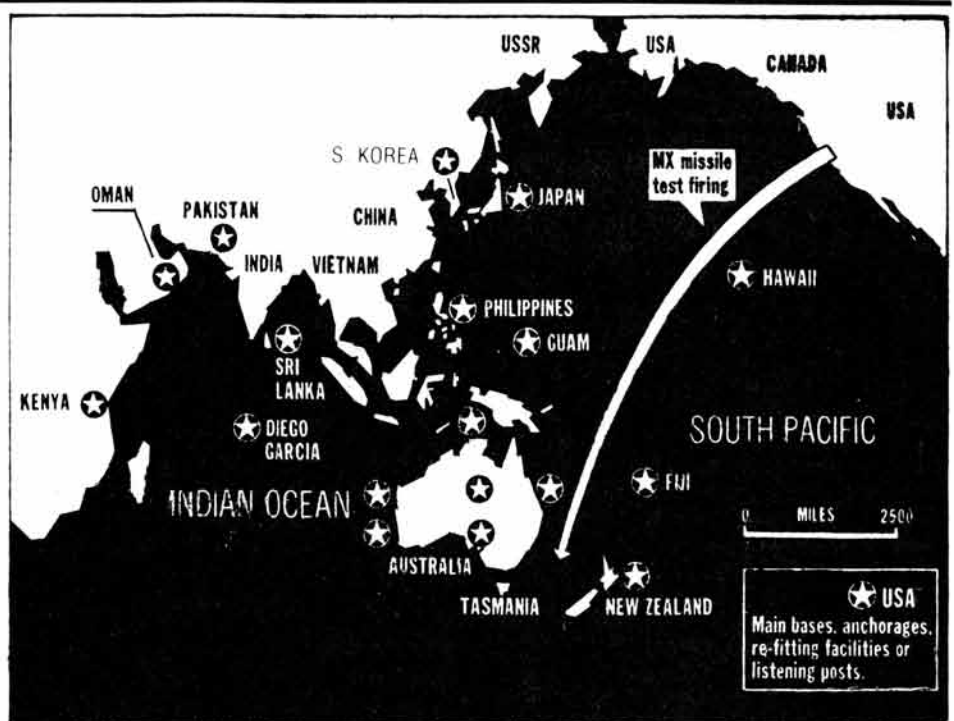 USSR
USA
CANADA
USA
MX missile
test firing
S. KOREA
JAPAN
OMAN
PAKISTAN
CHINA
INDIA
VIETNAM
HAWAII
PHILIPPINES
GUAM
SRI
LANKA
KENYA
DIEGO
GARCIA
SOUTH PACIFIC
INDIAN OCEAN
FIJI
0 MILES 2500
AUSTRALIA
TASMANIA
NEW ZEALAND
USA
Main bases, anchorages,
re-fitting facilities or
listening posts.